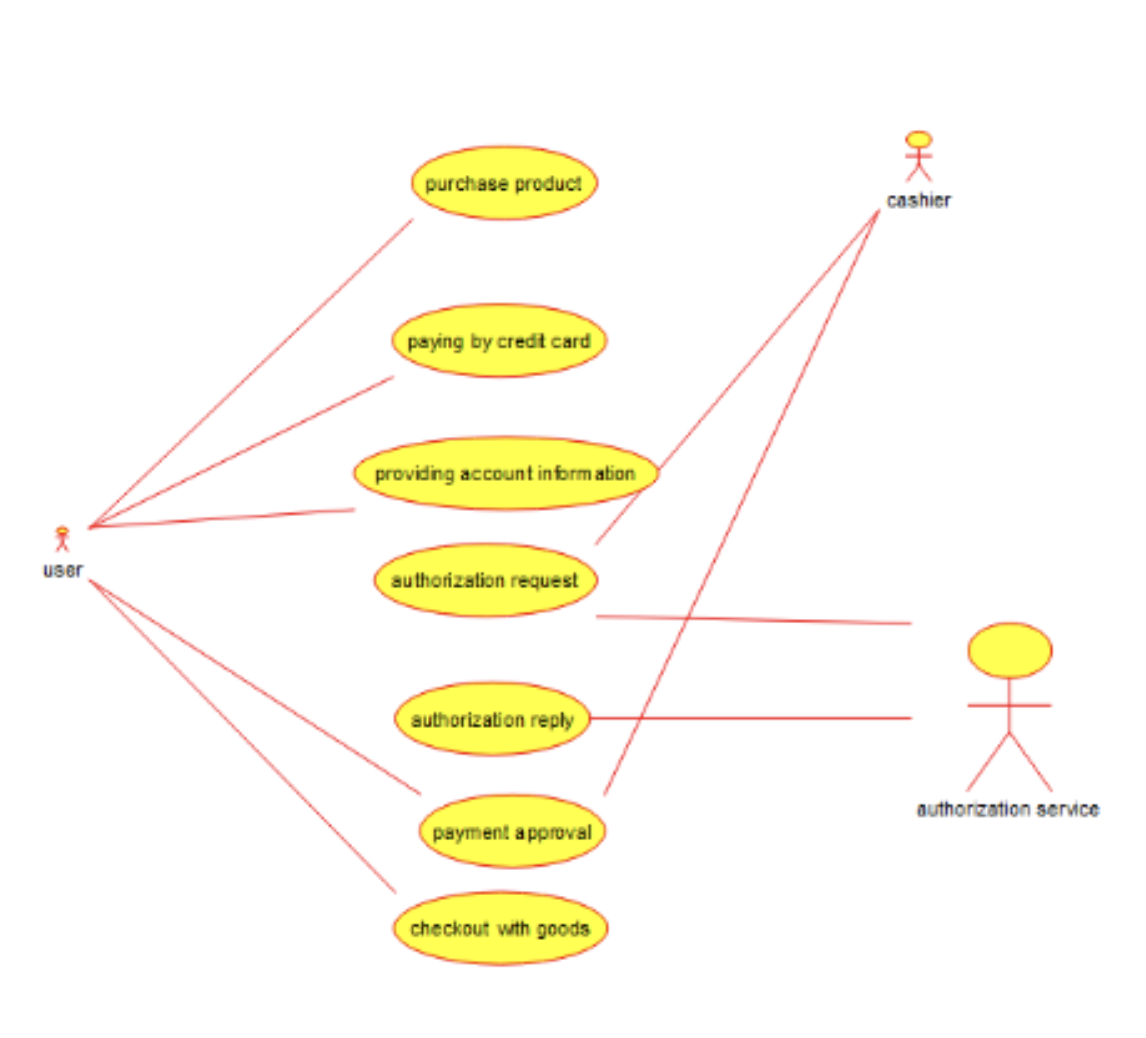 purchase product
cashier
paying by credit card
providing account information
user
authorization request
authorization reply
authorization service
payment approval
checkout with goods